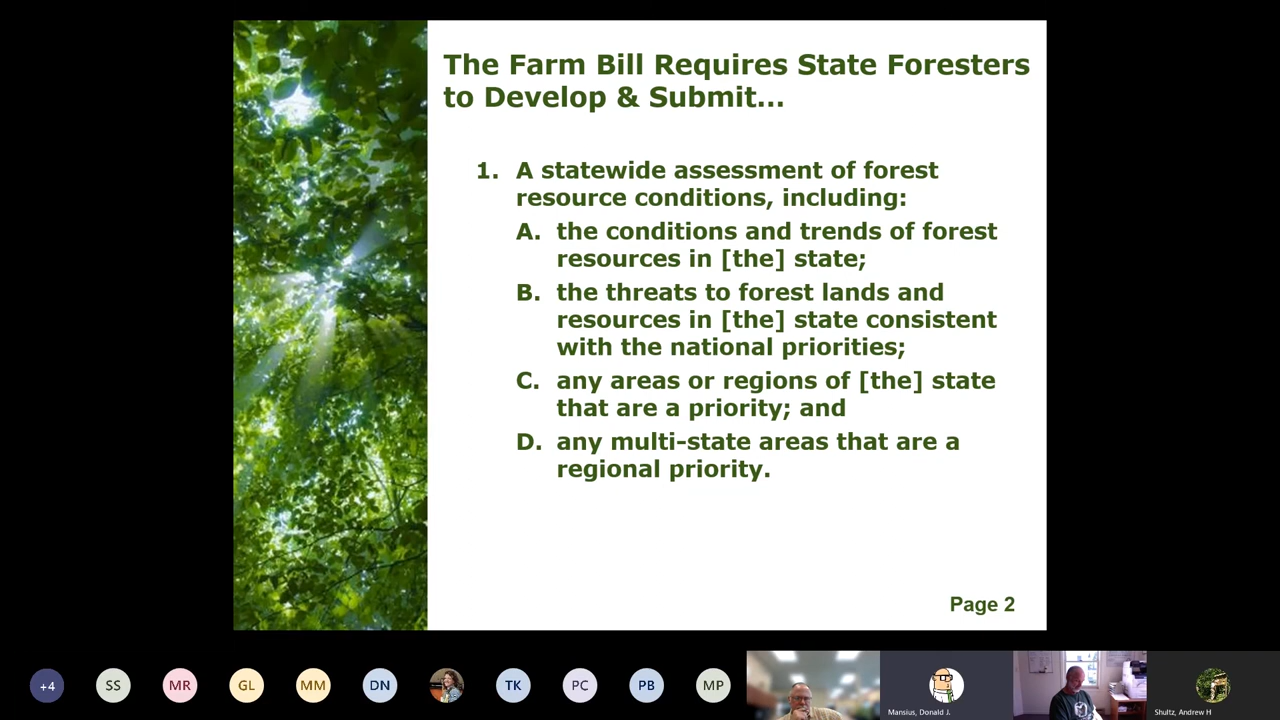 The Farm Bill Requires State Foresters
to Develop & Submit...
1. A statewide assessment of forest
resource conditions, including:
A. the conditions and trends of forest
resources in [the] state;
B. the threats to forest lands and
resources in [the] state consistent
with the national priorities;
C. any areas or regions of [the] state
that are a priority; and
D. any multi-state areas that are a
regional priority.
Page 2
+4 SS MR GL MM DN TK PC PB MP
Mansius, Donald J. Shultz, Andrew H